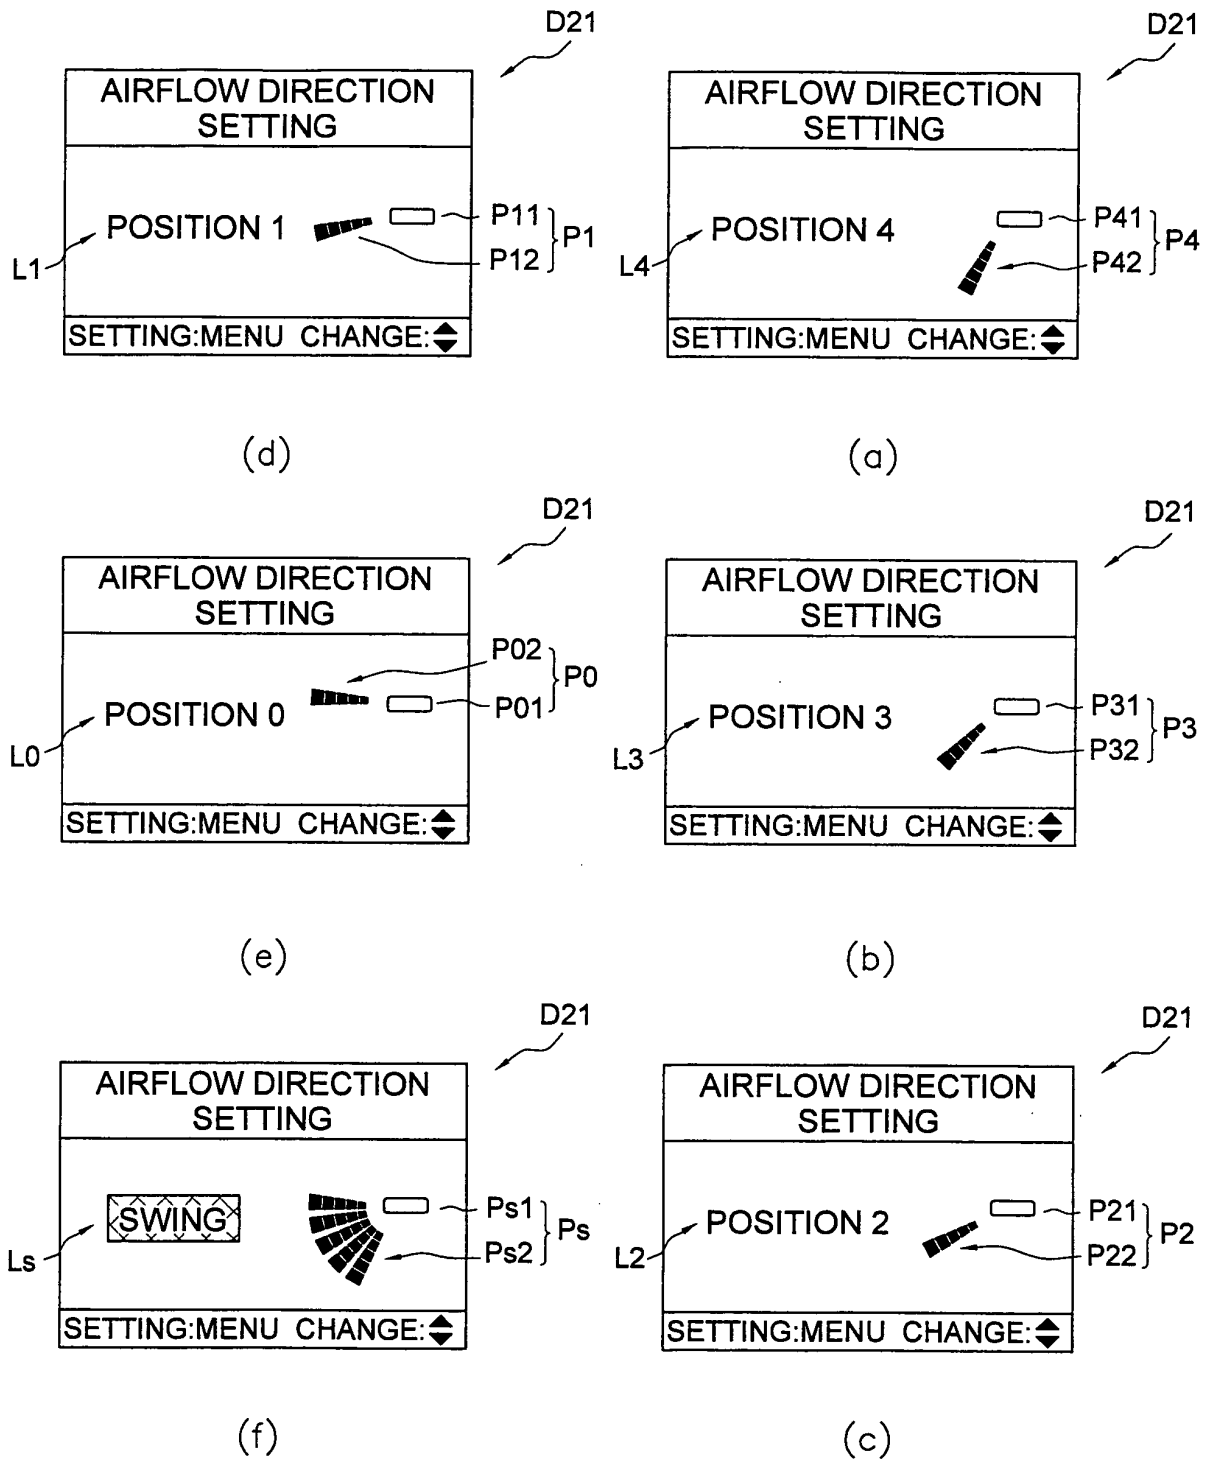 D21
AIRFLOW DIRECTION
SETTING
POSITION 1
P11
P12
P1
L1
SETTING:MENU CHANGE:
(d)
D21
AIRFLOW DIRECTION
SETTING
POSITION 4
P41
P42
P4
L4
SETTING:MENU CHANGE:
(a)
D21
AIRFLOW DIRECTION
SETTING
P02
P0
POSITION 0
P01
L0
SETTING:MENU CHANGE:
(e)
D21
AIRFLOW DIRECTION
SETTING
POSITION 3
P31
P32
P3
L3
SETTING:MENU CHANGE:
(b)
D21
AIRFLOW DIRECTION
SETTING
SWING
Ps1
Ps2
Ps
Ls
SETTING:MENU CHANGE:
(f)
D21
AIRFLOW DIRECTION
SETTING
POSITION 2
P21
P22
P2
L2
SETTING:MENU CHANGE:
(c)